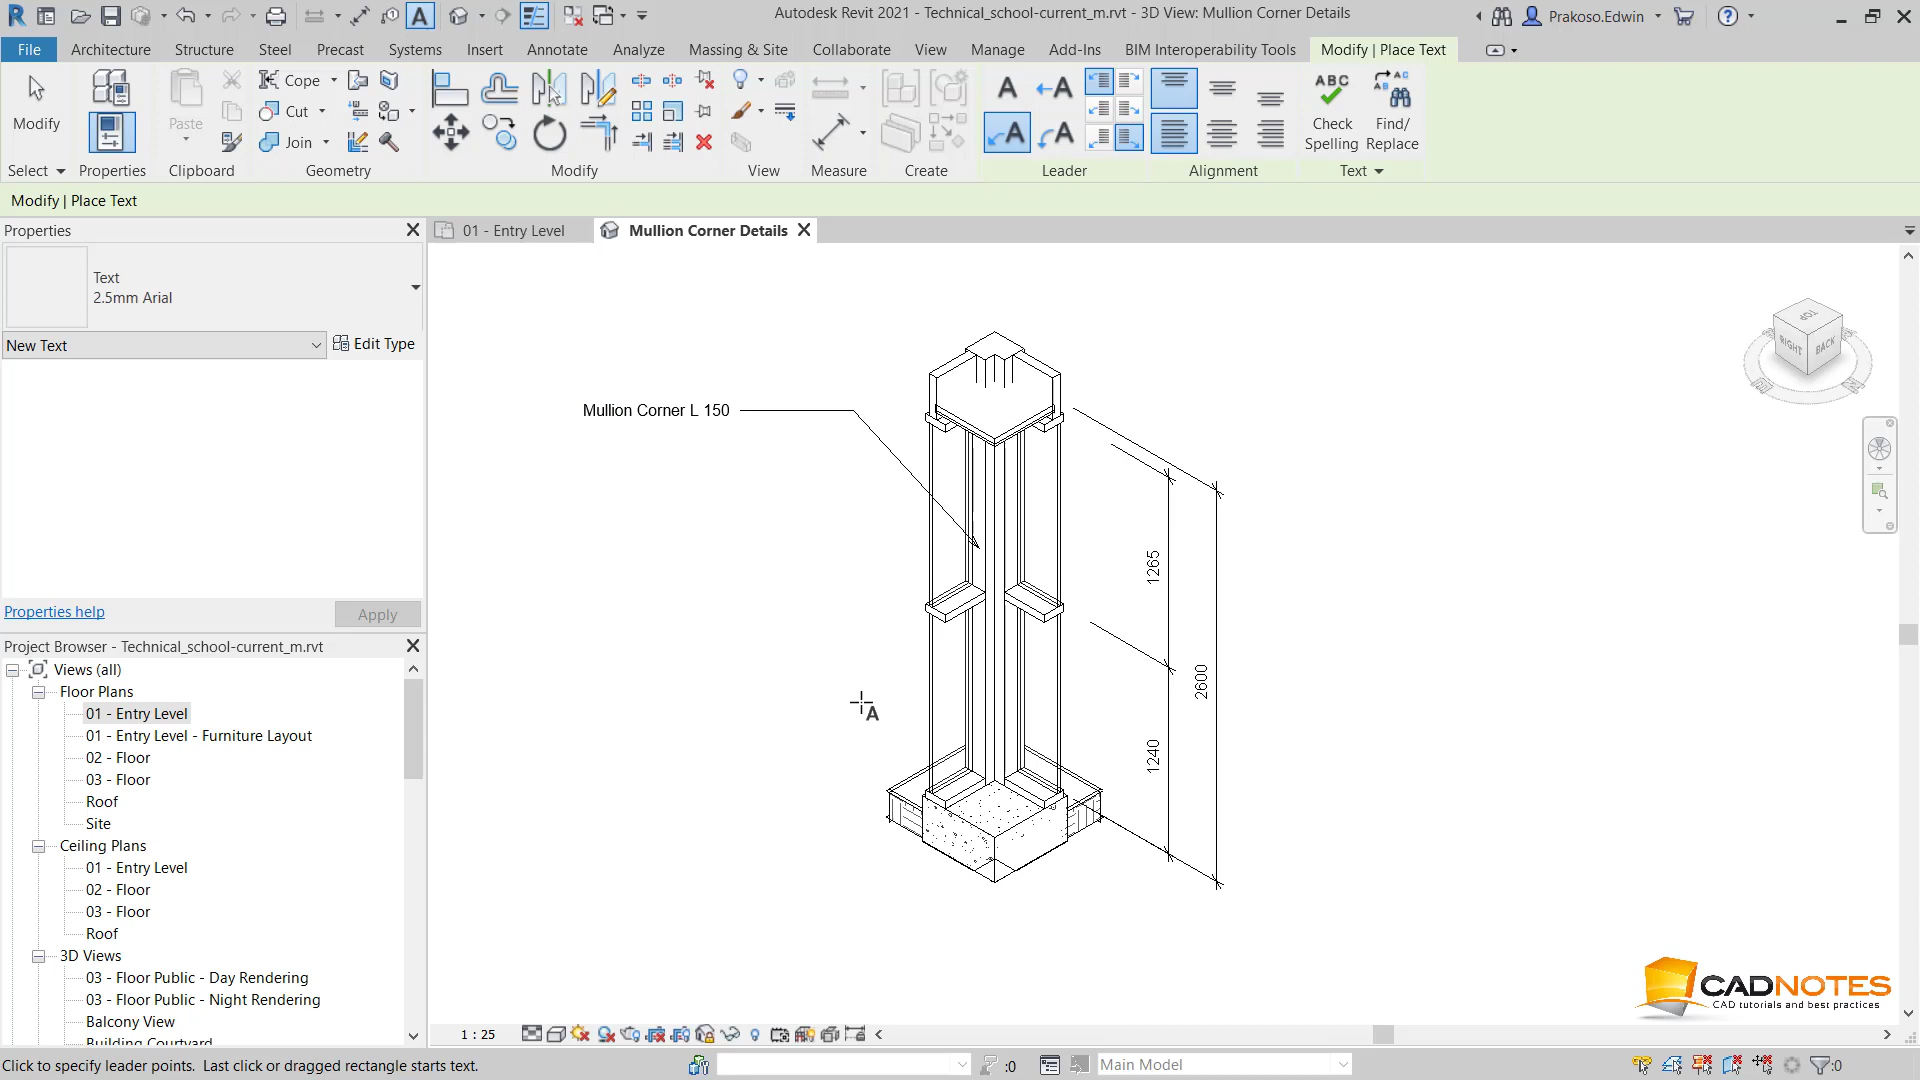 Autodesk Revit 2021 - Technical_school-current_m.rvt - 3D View: Mullion Corner Details
Prakoso.Edwin
File Architecture Structure Steel Precast Systems Insert Annotate Analyze Massing & Site Collaborate View Manage Add-Ins BIM Interoperability Tools Modify | Place Text
Modify
Paste
Cope
Cut
Join
Check Spelling
Find/ Replace
Select Properties Clipboard Geometry Modify View Measure Create Leader Alignment Text
Modify | Place Text
Properties
01 - Entry Level
Mullion Corner Details
Text
2.5mm Arial
New Text
Edit Type
TOP
RIGHT
BACK
Mullion Corner L 150
1265
2600
1240
Properties help
Apply
Project Browser - Technical_school-current_m.rvt
Views (all)
Floor Plans
01 - Entry Level
01 - Entry Level - Furniture Layout
02 - Floor
03 - Floor
Roof
Site
Ceiling Plans
01 - Entry Level
02 - Floor
03 - Floor
Roof
3D Views
03 - Floor Public - Day Rendering
03 - Floor Public - Night Rendering
Balcony View
Building Courtyard
CADNOTES
CAD tutorials and best practices
1 : 25
Click to specify leader points. Last click or dragged rectangle starts text.
:0
Main Model
:0